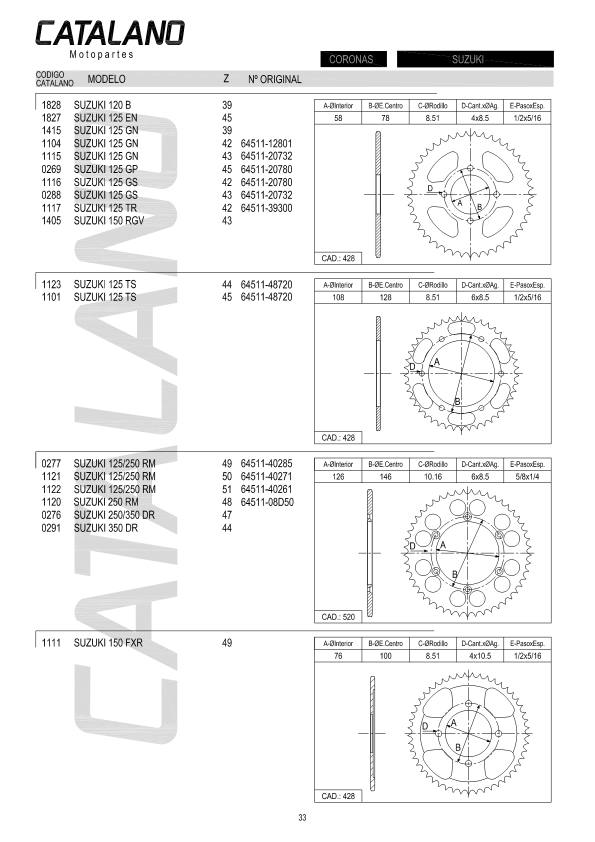 CATALANO
Motopartes
CORONAS SUZUKI
CODIGO CATALANO MODELO Z Nº ORIGINAL
1828 SUZUKI 120 B 39
1827 SUZUKI 125 EN 45
1415 SUZUKI 125 GN 39
1104 SUZUKI 125 GN 42 64511-12801
1115 SUZUKI 125 GN 43 64511-20732
0269 SUZUKI 125 GP 45 64511-20780
1116 SUZUKI 125 GS 42 64511-20780
0288 SUZUKI 125 GS 43 64511-20732
1117 SUZUKI 125 TR 42 64511-39300
1405 SUZUKI 150 RGV 43
A-ØInterior B-ØE.Centro C-ØRodillo D-Cant.xØAg. E-PasoxEsp.
58 78 8.51 4x8.5 1/2x5/16
D
A
B
CAD.: 428
1123 SUZUKI 125 TS 44 64511-48720
1101 SUZUKI 125 TS 45 64511-48720
A-ØInterior B-ØE.Centro C-ØRodillo D-Cant.xØAg. E-PasoxEsp.
108 128 8.51 6x8.5 1/2x5/16
D
A
B
CAD.: 428
0277 SUZUKI 125/250 RM 49 64511-40285
1121 SUZUKI 125/250 RM 50 64511-40271
1122 SUZUKI 125/250 RM 51 64511-40261
1120 SUZUKI 250 RM 48 64511-08D50
0276 SUZUKI 250/350 DR 47
0291 SUZUKI 350 DR 44
A-ØInterior B-ØE.Centro C-ØRodillo D-Cant.xØAg. E-PasoxEsp.
126 146 10.16 6x8.5 5/8x1/4
D
A
B
CAD.: 520
1111 SUZUKI 150 FXR 49
A-ØInterior B-ØE.Centro C-ØRodillo D-Cant.xØAg. E-PasoxEsp.
76 100 8.51 4x10.5 1/2x5/16
D
A
B
CAD.: 428
CATALANO
CATALANO
33